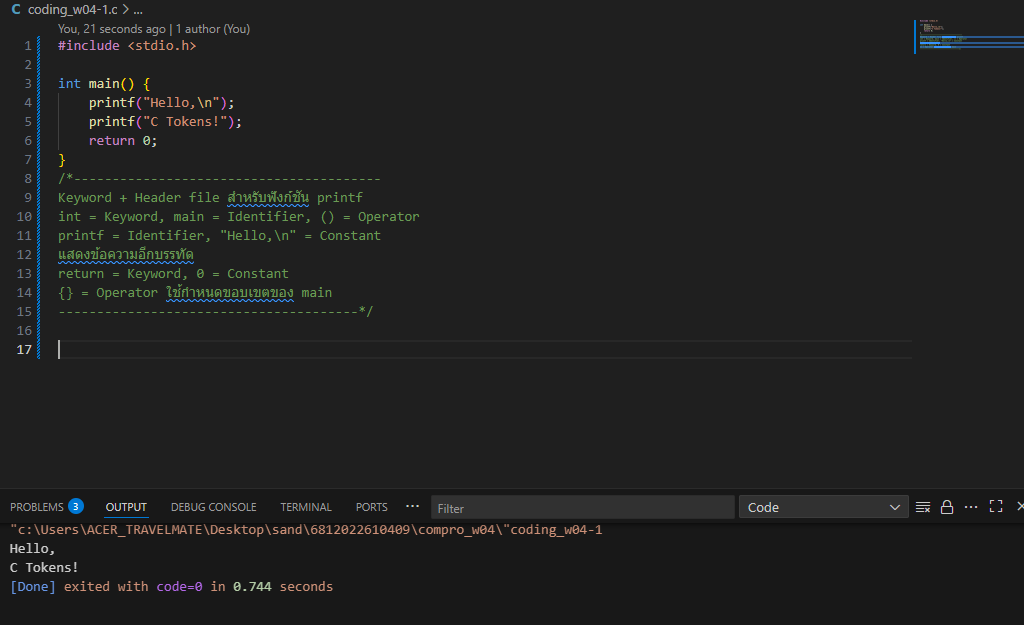 C coding_w04-1.c > ...
You, 21 seconds ago | 1 author (You)
1 #include <stdio.h>
2
3 int main() {
4 printf("Hello,\n");
5 printf("C Tokens!");
6 return 0;
7 }
8 /*----------------------------------------
9 Keyword + Header file สำหรับฟังก์ชัน printf
10 int = Keyword, main = Identifier, () = Operator
11 printf = Identifier, "Hello,\n" = Constant
12 แสดงข้อความอีกบรรทัด
13 return = Keyword, 0 = Constant
14 {} = Operator ใช้กำหนดขอบเขตของ main
15 ---------------------------------------*/
16
17
PROBLEMS 3 OUTPUT DEBUG CONSOLE TERMINAL PORTS ... Filter Code
"c:\Users\ACER_TRAVELMATE\Desktop\sand\6812022610409\compro_w04\"coding_w04-1
Hello,
C Tokens!
[Done] exited with code=0 in 0.744 seconds